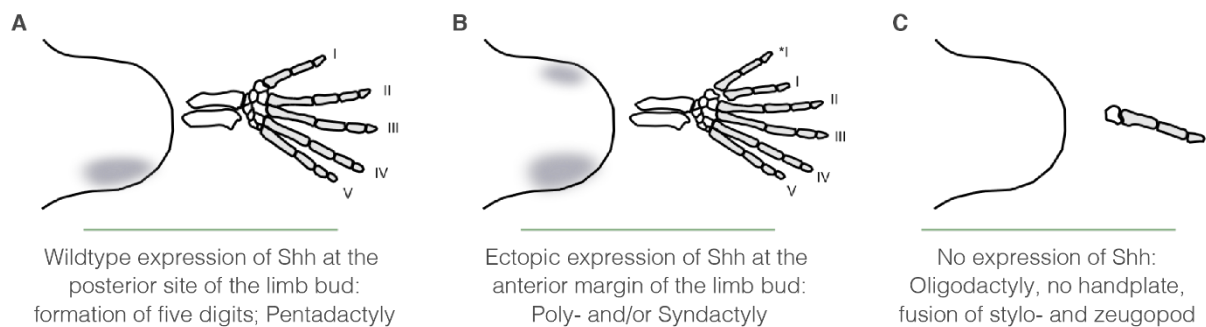 A
I
II
III
IV
V
Wildtype expression of Shh at the
posterior site of the limb bud:
formation of five digits; Pentadactyly
B
*I
I
II
III
IV
V
Ectopic expression of Shh at the
anterior margin of the limb bud:
Poly- and/or Syndactyly
C
No expression of Shh:
Oligodactyly, no handplate,
fusion of stylo- and zeugopod